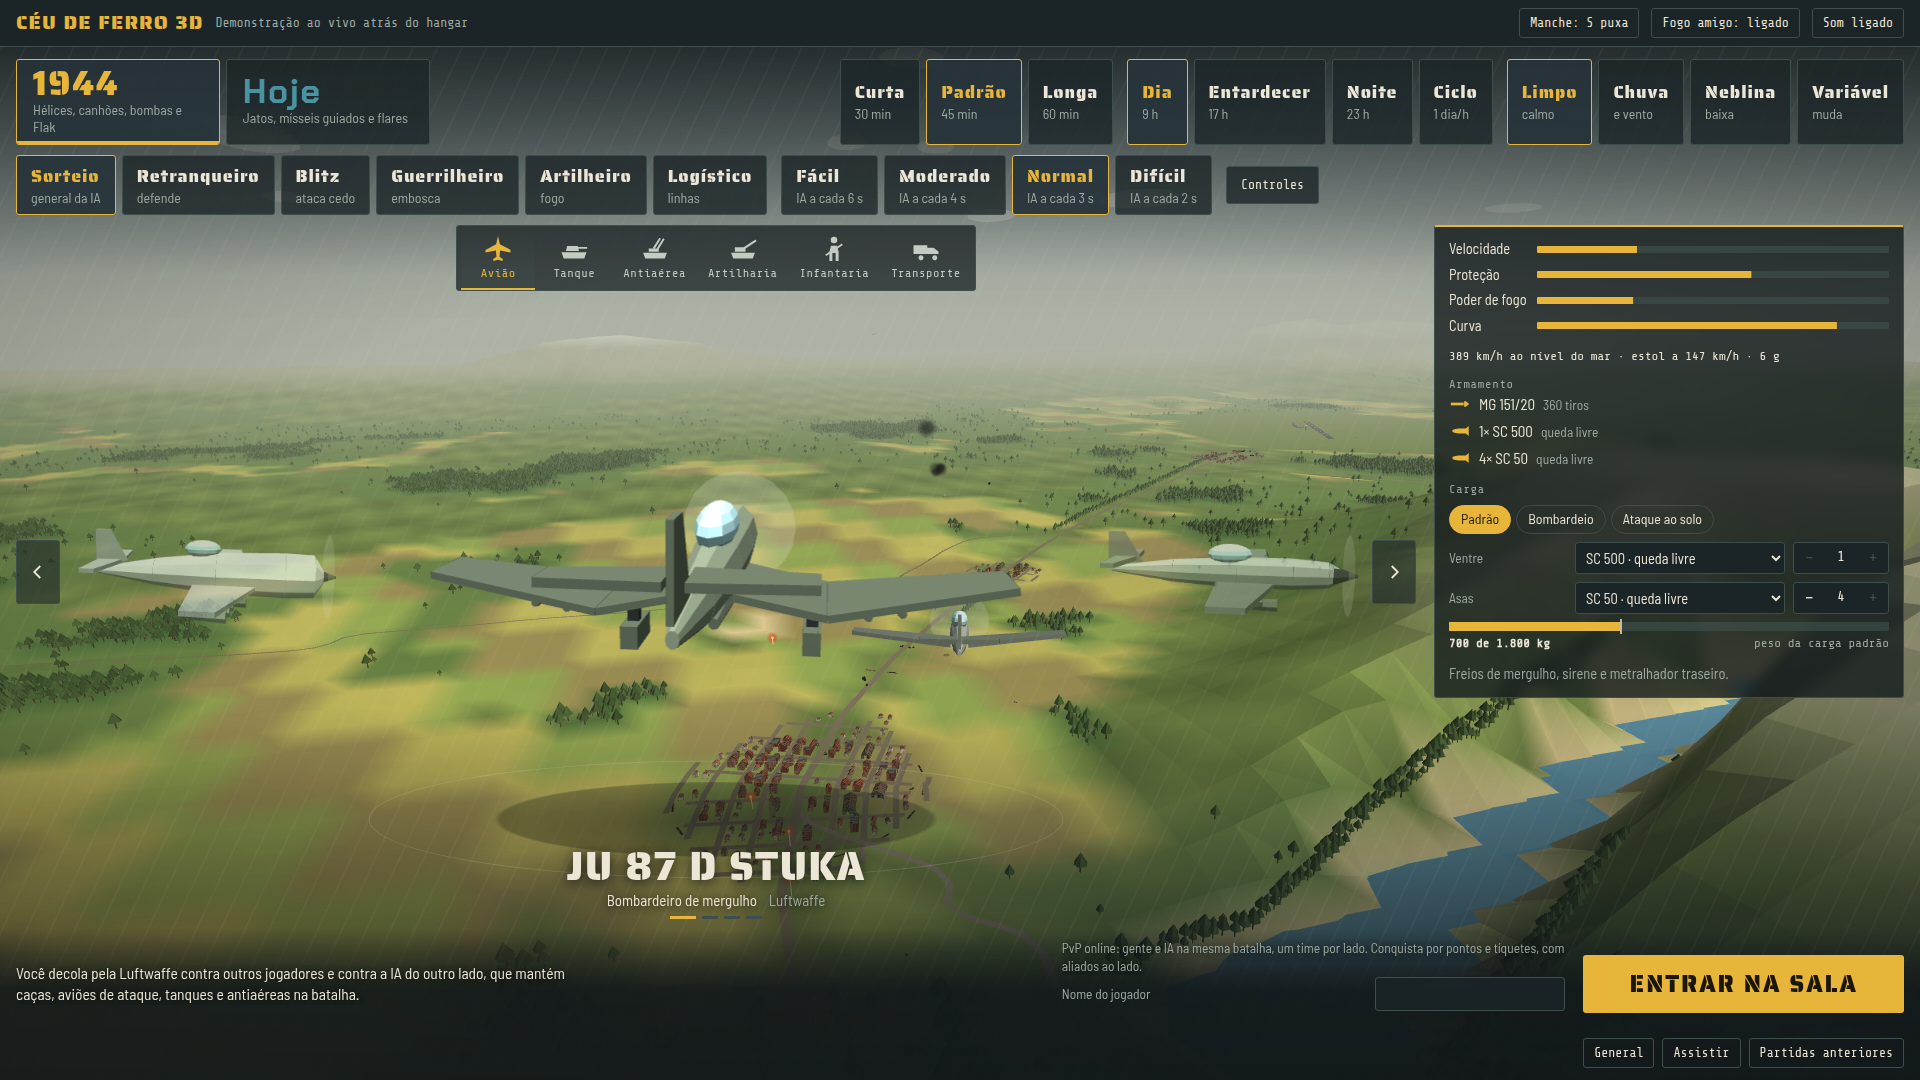 CÉU DE FERRO 3D
Demonstração ao vivo atrás do hangar
Manche: S puxa
Fogo amigo: ligado
Som ligado
1944
Hélices, canhões, bombas e
Flak
Hoje
Jatos, mísseis guiados e flares
Curta
30 min
Padrão
45 min
Longa
60 min
Dia
9 h
Entardecer
17 h
Noite
23 h
Ciclo
1 dia/h
Limpo
calmo
Chuva
e vento
Neblina
baixa
Variável
muda
Sorteio
general da IA
Retranqueiro
defende
Blitz
ataca cedo
Guerrilheiro
embosca
Artilheiro
fogo
Logístico
linhas
Fácil
IA a cada 6 s
Moderado
IA a cada 4 s
Normal
IA a cada 3 s
Difícil
IA a cada 2 s
Controles
Avião
Tanque
Antiaérea
Artilharia
Infantaria
Transporte
Velocidade
Proteção
Poder de fogo
Curva
389 km/h ao nível do mar · estol a 147 km/h · 6 g
Armamento
MG 151/20 360 tiros
1× SC 500 queda livre
4× SC 50 queda livre
Carga
Padrão
Bombardeio
Ataque ao solo
Ventre
SC 500 · queda livre
− 1 +
Asas
SC 50 · queda livre
− 4 +
700 de 1.800 kg
peso da carga padrão
Freios de mergulho, sirene e metralhador traseiro.
JU 87 D STUKA
Bombardeiro de mergulho Luftwaffe
Você decola pela Luftwaffe contra outros jogadores e contra a IA do outro lado, que mantém
caças, aviões de ataque, tanques e antiaéreas na batalha.
PvP online: gente e IA na mesma batalha, um time por lado. Conquista por pontos e tíquetes, com
aliados ao lado.
Nome do jogador
ENTRAR NA SALA
General
Assistir
Partidas anteriores